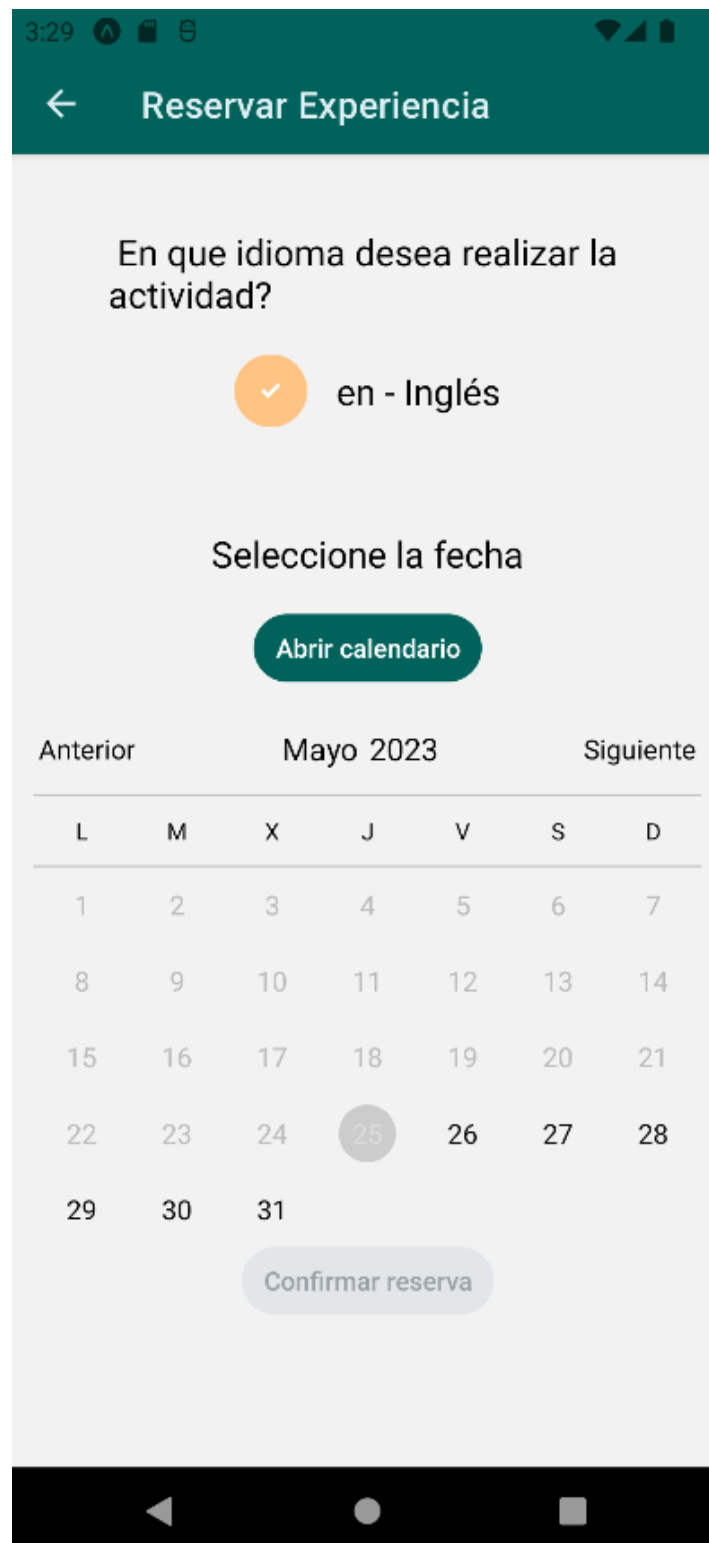 3:29
Reservar Experiencia
En que idioma desea realizar la
actividad?
en - Inglés
Seleccione la fecha
Abrir calendario
Anterior Mayo 2023 Siguiente
L M X J V S D
1 2 3 4 5 6 7
8 9 10 11 12 13 14
15 16 17 18 19 20 21
22 23 24 25 26 27 28
29 30 31
Confirmar reserva